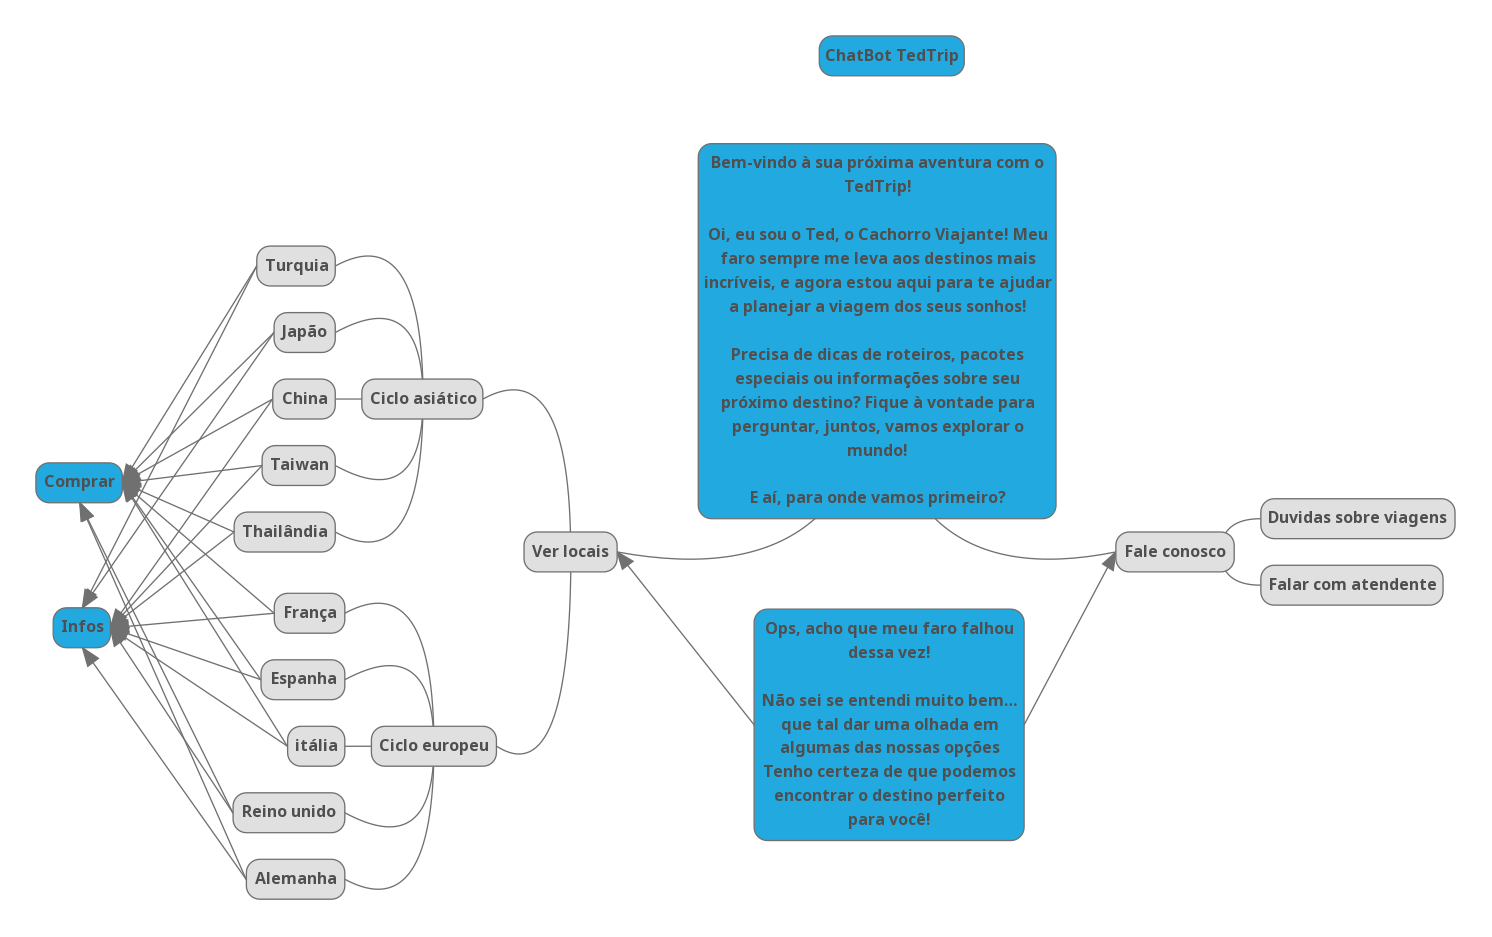 ChatBot TedTrip
Bem-vindo à sua próxima aventura com o
TedTrip!
Oi, eu sou o Ted, o Cachorro Viajante! Meu
faro sempre me leva aos destinos mais
incríveis, e agora estou aqui para te ajudar
a planejar a viagem dos seus sonhos!
Precisa de dicas de roteiros, pacotes
especiais ou informações sobre seu
próximo destino? Fique à vontade para
perguntar, juntos, vamos explorar o
mundo!
E aí, para onde vamos primeiro?
Turquia
Japão
China
Taiwan
Thailândia
Ciclo asiático
Comprar
Infos
França
Espanha
itália
Reino unido
Alemanha
Ciclo europeu
Ver locais
Fale conosco
Duvidas sobre viagens
Falar com atendente
Ops, acho que meu faro falhou
dessa vez!
Não sei se entendi muito bem...
que tal dar uma olhada em
algumas das nossas opções
Tenho certeza de que podemos
encontrar o destino perfeito
para você!